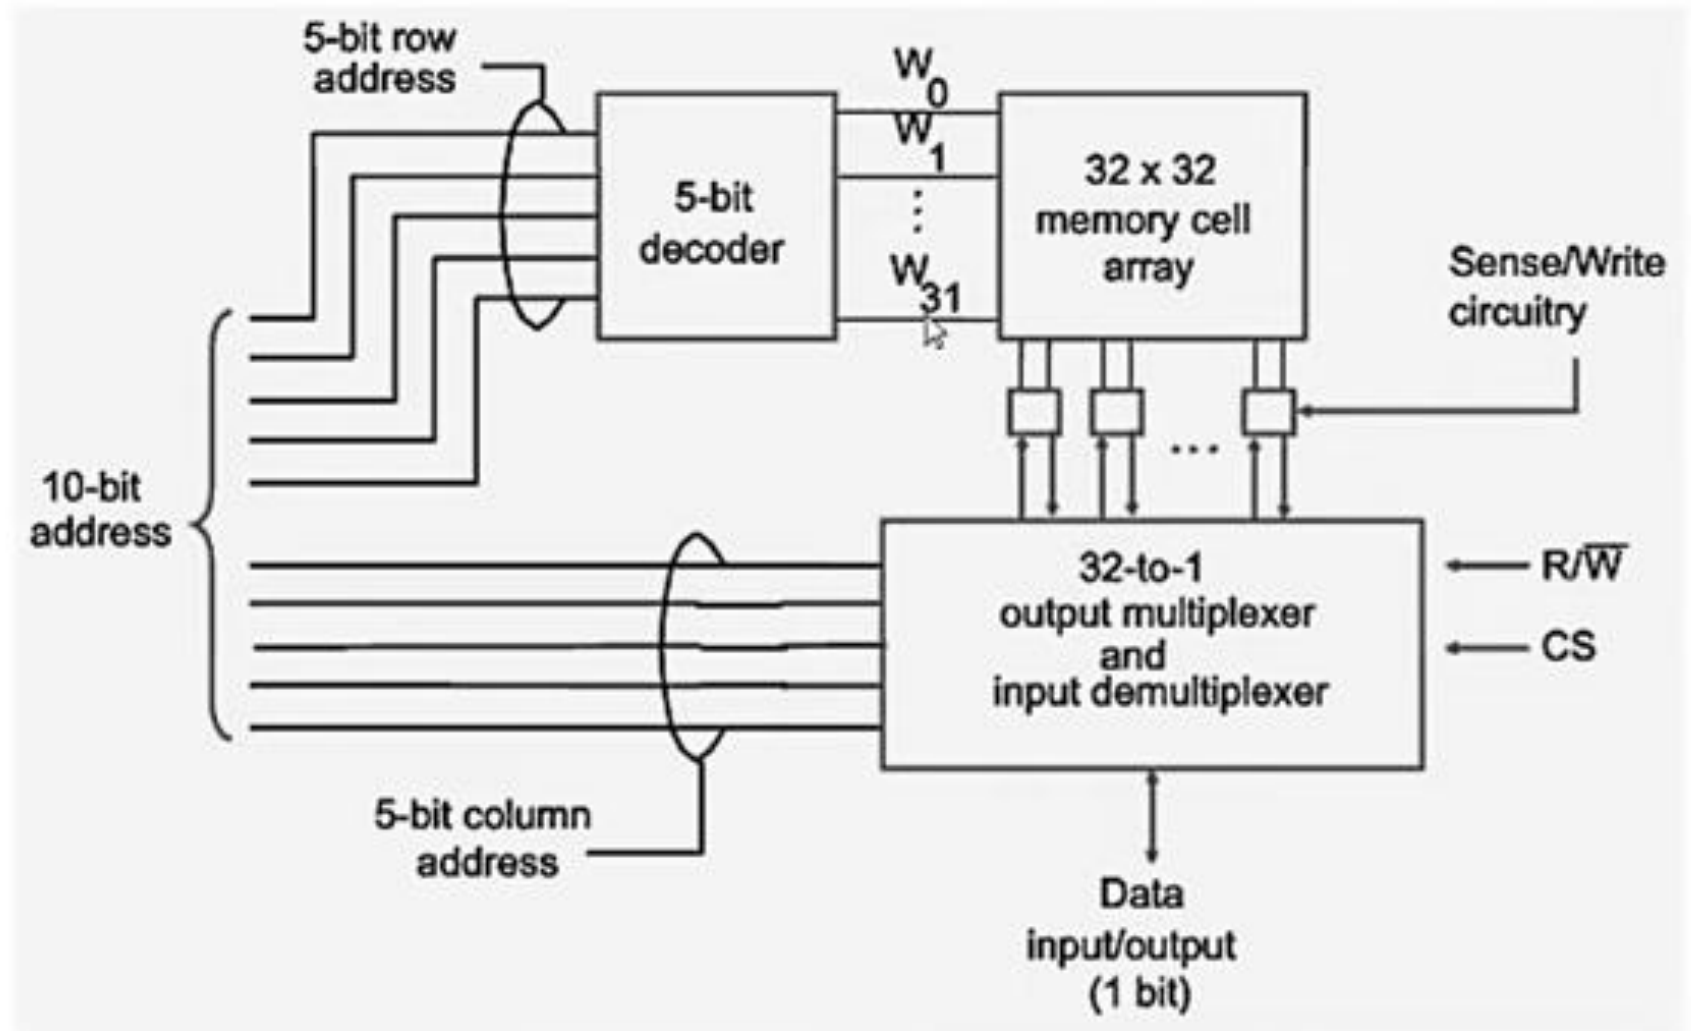 5-bit row
address
W0
W1
5-bit
decoder
W31
32 x 32
memory cell
array
Sense/Write
circuitry
10-bit
address
32-to-1
output multiplexer
and
input demultiplexer
R/W̅
CS
5-bit column
address
Data
input/output
(1 bit)